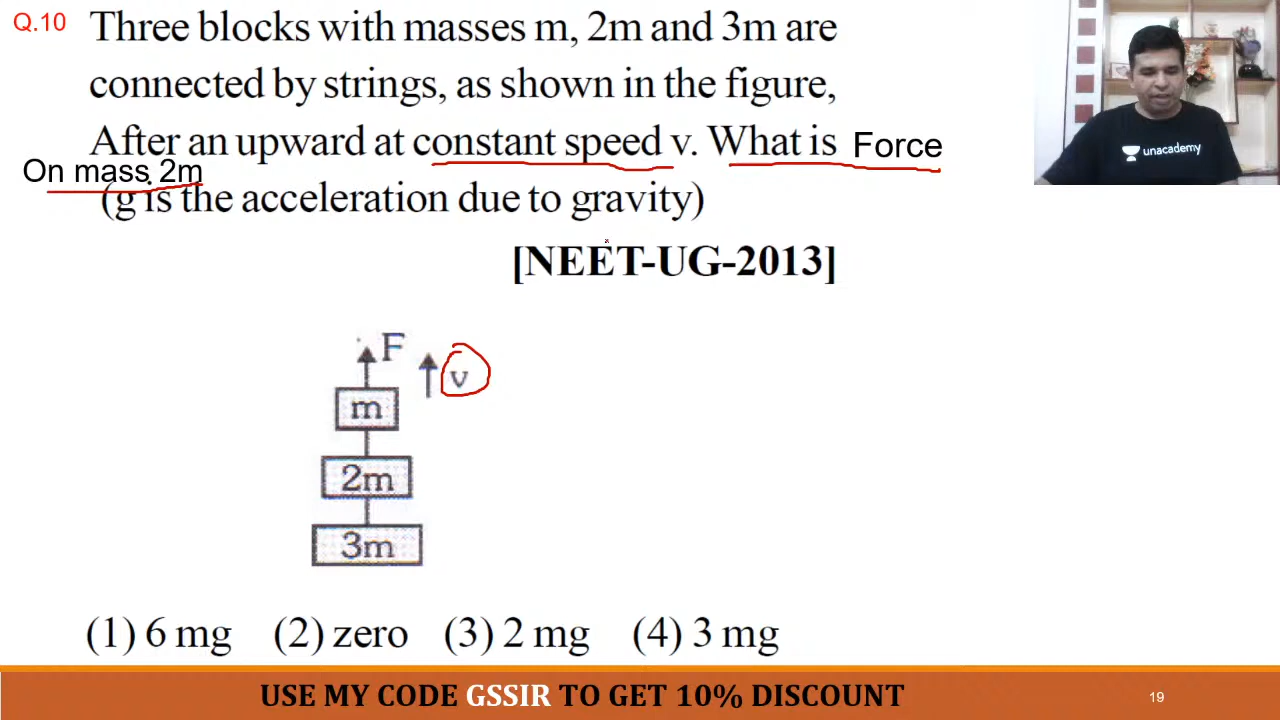 Q.10 Three blocks with masses m, 2m and 3m are
connected by strings, as shown in the figure,
After an upward at constant speed v. What is Force
On mass 2m
(g is the acceleration due to gravity)
[NEET-UG-2013]
F
v
m
2m
3m
(1) 6 mg (2) zero (3) 2 mg (4) 3 mg
USE MY CODE GSSIR TO GET 10% DISCOUNT
19
unacademy